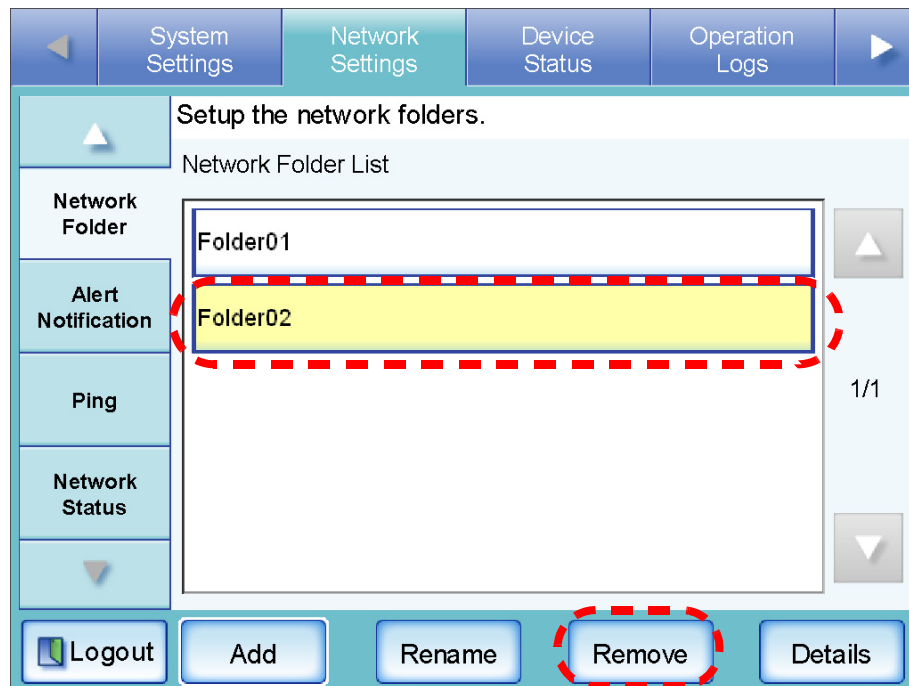 System
Settings
Network
Settings
Device
Status
Operation
Logs
Setup the network folders.
Network Folder List
Network
Folder
Alert
Notification
Ping
Network
Status
Folder01
Folder02
1/1
Logout
Add
Rename
Remove
Details